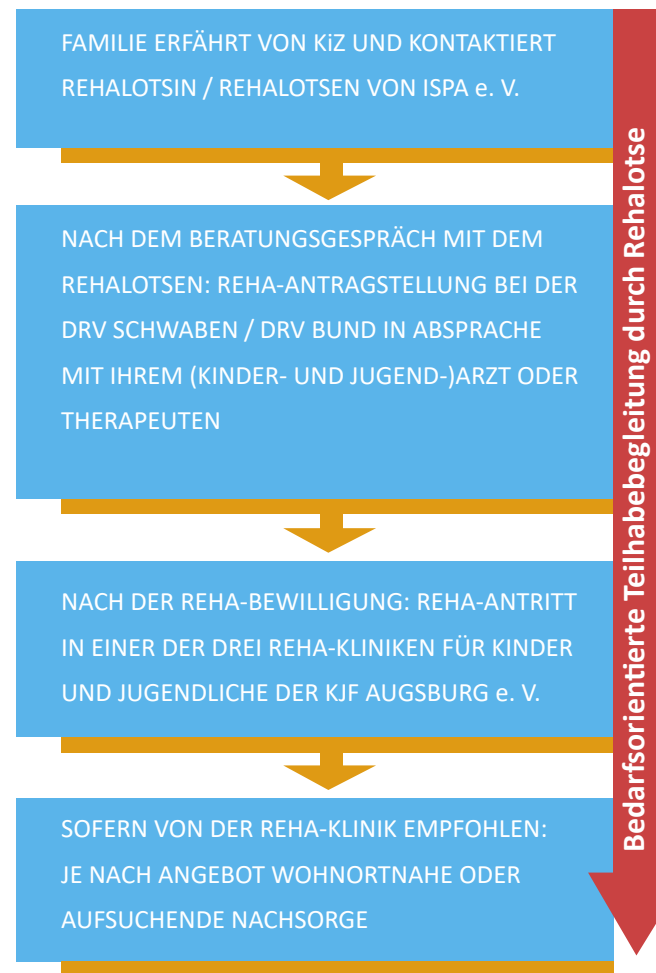 FAMILIE ERFÄHRT VON KiZ UND KONTAKTIERT
REHALOTSIN / REHALOTSEN VON ISPA e. V.
NACH DEM BERATUNGSGESPRÄCH MIT DEM
REHALOTSEN: REHA-ANTRAGSTELLUNG BEI DER
DRV SCHWABEN / DRV BUND IN ABSPRACHE
MIT IHREM (KINDER- UND JUGEND-)ARZT ODER
THERAPEUTEN
NACH DER REHA-BEWILLIGUNG: REHA-ANTRITT
IN EINER DER DREI REHA-KLINIKEN FÜR KINDER
UND JUGENDLICHE DER KJF AUGSBURG e. V.
SOFERN VON DER REHA-KLINIK EMPFOHLEN:
JE NACH ANGEBOT WOHNORTNAHE ODER
AUFSUCHENDE NACHSORGE
Bedarfsorientierte Teilhabebegleitung durch Rehalotse